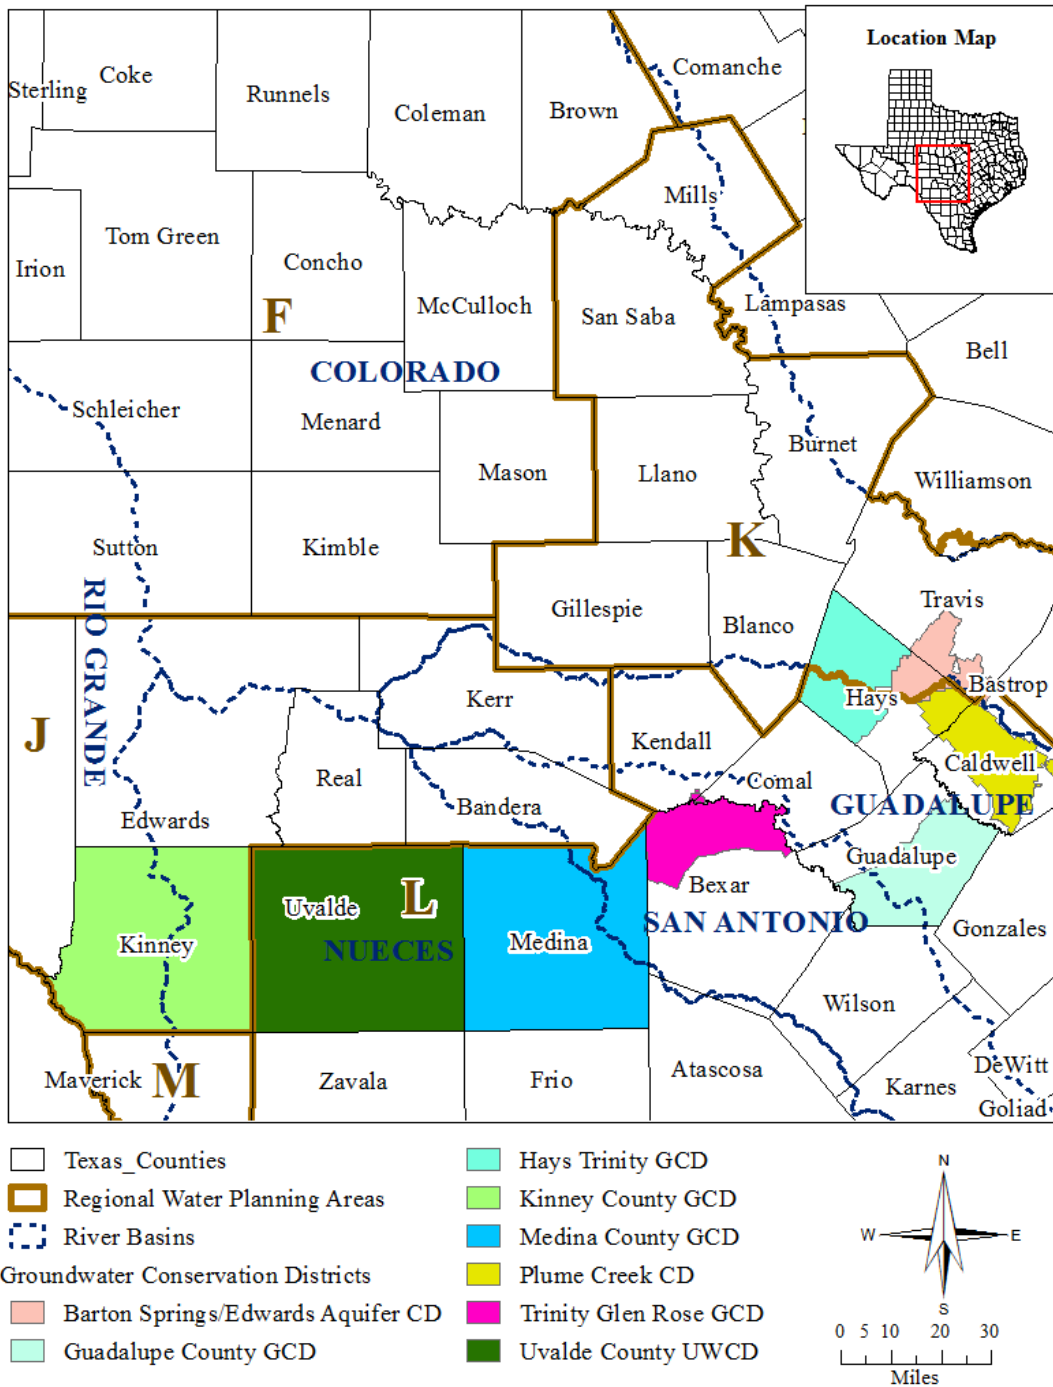 Location Map
Comanche
Coke
Sterling
Runnels
Coleman
Brown
Mills
Tom Green
Concho
Irion
McCulloch
San Saba
Lampasas
F
Bell
COLORADO
Schleicher
Menard
Burnet
Mason
Llano
Williamson
K
Sutton
Kimble
RIO GRANDE
Gillespie
Blanco
Travis
Kerr
Hays
Bastrop
J
Kendall
Caldwell
Real
Comal
Bandera
GUADALUPE
Edwards
Guadalupe
Bexar
Uvalde
L
SAN ANTONIO
Gonzales
Kinney
NUECES
Medina
Wilson
Maverick
M
Zavala
Frio
Atascosa
Karnes
DeWitt
Goliad
Texas_Counties
Regional Water Planning Areas
River Basins
Groundwater Conservation Districts
Barton Springs/Edwards Aquifer CD
Guadalupe County GCD
Hays Trinity GCD
Kinney County GCD
Medina County GCD
Plume Creek CD
Trinity Glen Rose GCD
Uvalde County UWCD
N
W E
S
0 5 10 20 30
Miles